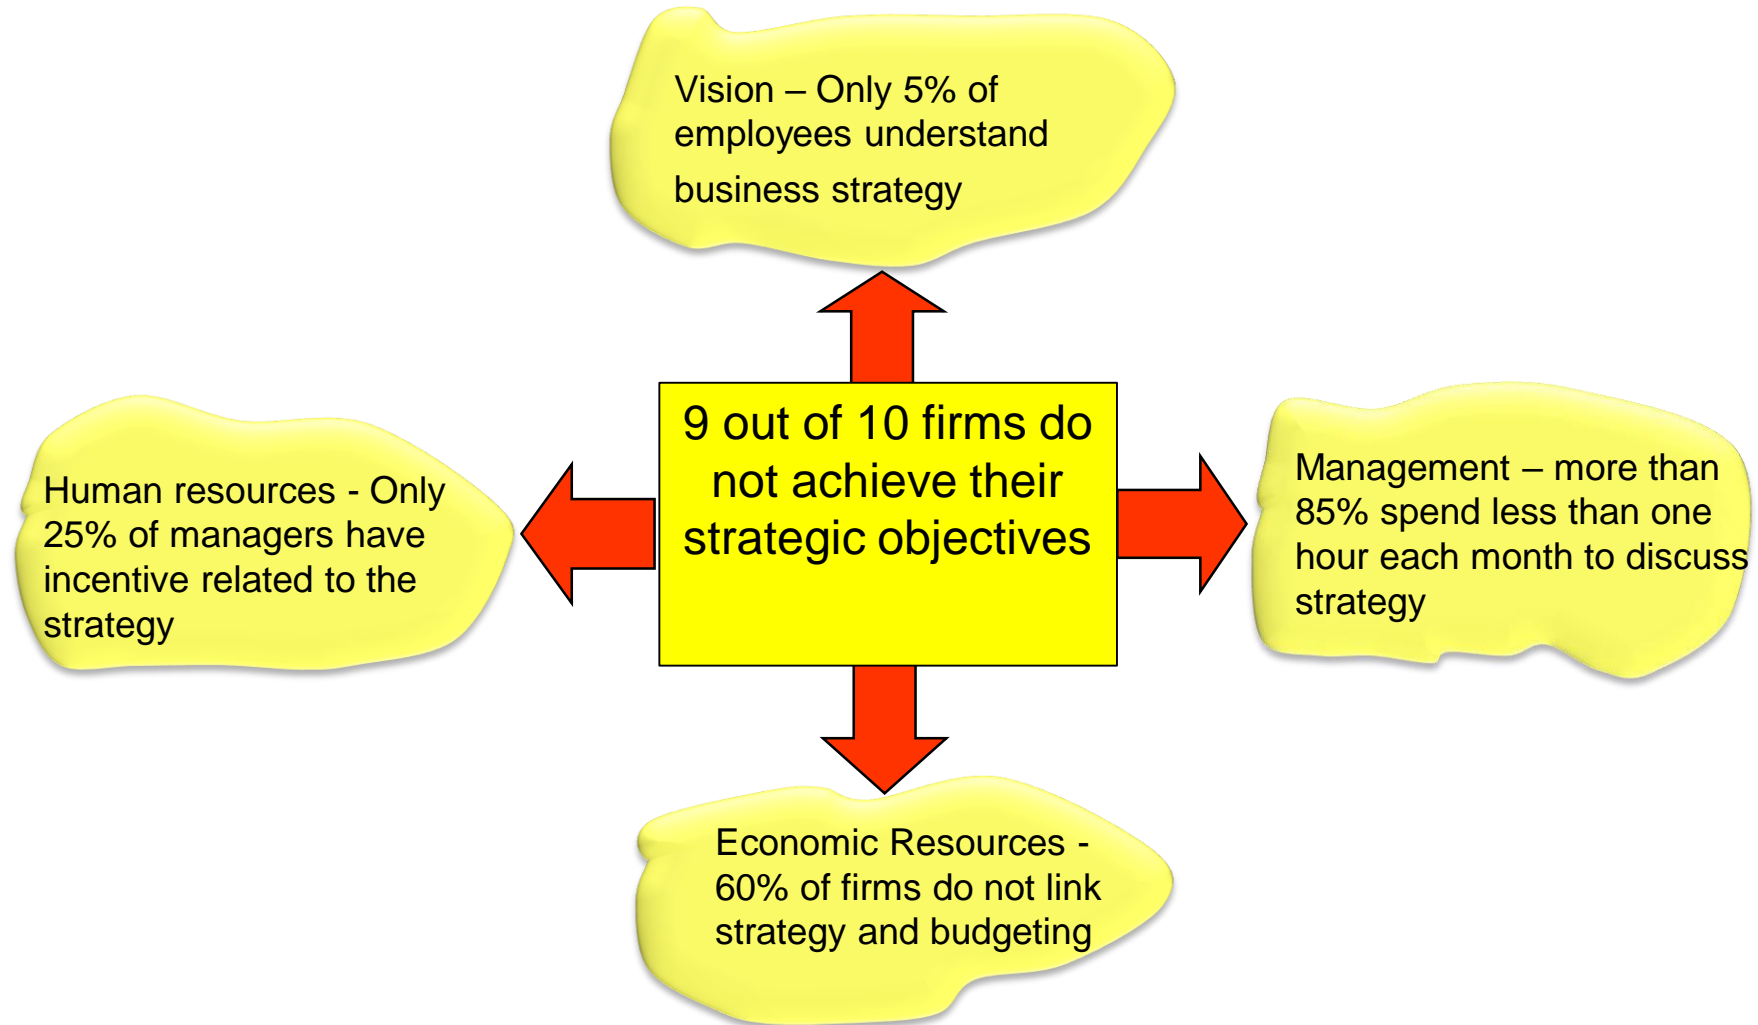 Vision – Only 5% of
employees understand
business strategy
9 out of 10 firms do
not achieve their
strategic objectives
Human resources - Only
25% of managers have
incentive related to the
strategy
Management – more than
85% spend less than one
hour each month to discuss
strategy
Economic Resources -
60% of firms do not link
strategy and budgeting